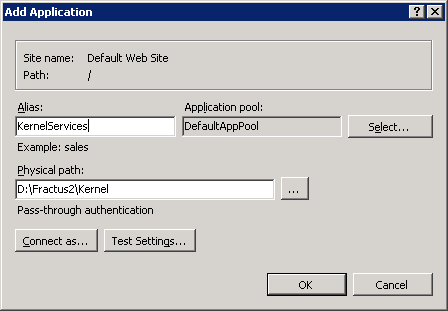 Add Application
Site name: Default Web Site
Path: /
Alias: Application pool:
KernelServices DefaultAppPool Select...
Example: sales
Physical path:
D:\Fractus2\Kernel ...
Pass-through authentication
Connect as... Test Settings...
OK Cancel